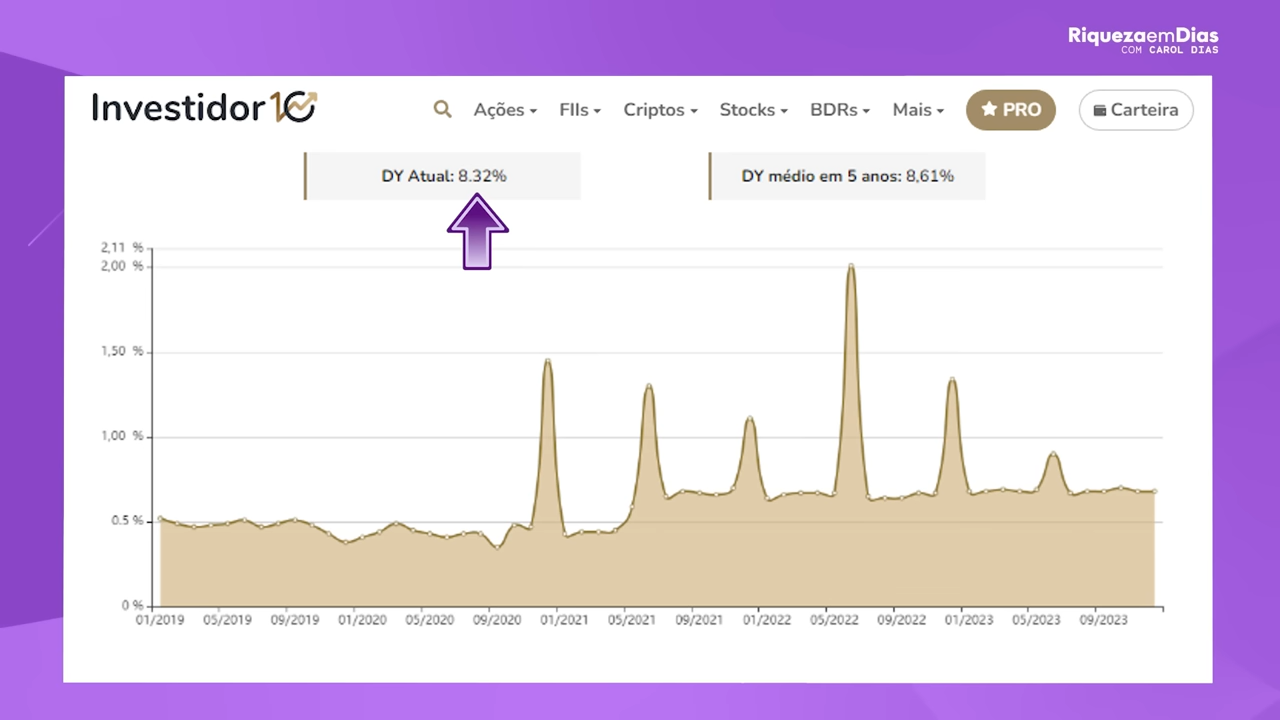 RiquezaemDias
COM CAROL DIAS
Investidor 10
Ações FIIs Criptos Stocks BDRs Mais PRO Carteira
DY Atual: 8.32% DY médio em 5 anos: 8,61%
2,11 %
2,00 %
1,50 %
1,00 %
0.5 %
0 %
01/2019 05/2019 09/2019 01/2020 05/2020 09/2020 01/2021 05/2021 09/2021 01/2022 05/2022 09/2022 01/2023 05/2023 09/2023